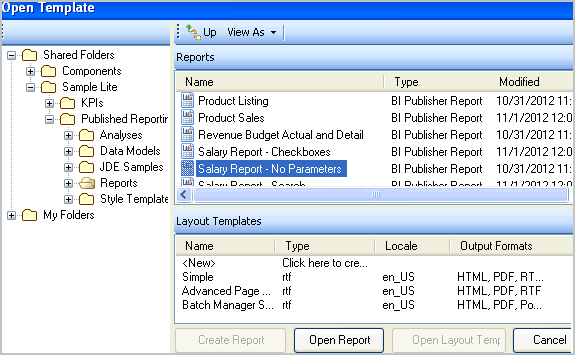 Open Template
Up View As
Shared Folders
Components
Sample Lite
KPIs
Published Reporting
Analyses
Data Models
JDE Samples
Reports
Style Template
My Folders
Reports
Name Type Modified
Product Listing BI Publisher Report 10/31/2012 11:
Product Sales BI Publisher Report 11/1/2012 12:0
Revenue Budget Actual and Detail BI Publisher Report 10/31/2012 11:
Salary Report - Checkboxes BI Publisher Report 11/1/2012 12:0
Salary Report - No Parameters BI Publisher Report 10/31/2012 11:
Salary Report - Search BI Publisher Report 11/1/2012 12:0
Layout Templates
Name Type Locale Output Formats
<New> Click here to cre...
Simple rtf en_US HTML, PDF, RT...
Advanced Page ... rtf en_US HTML, PDF, RTF
Batch Manager S... rtf en_US HTML, PDF, Po...
Create Report Open Report Open Layout Temp Cancel